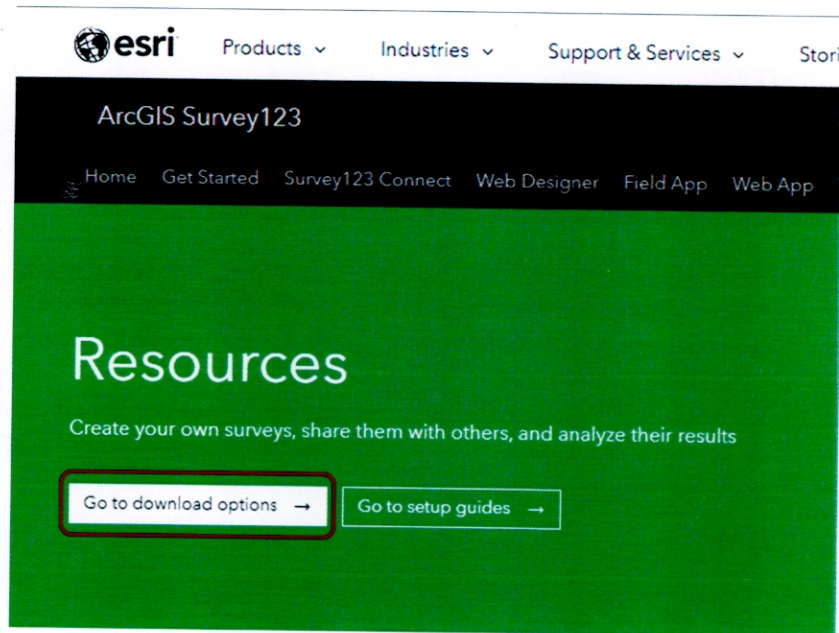 esri Products Industries Support & Services Stori
ArcGIS Survey123
Home Get Started Survey123 Connect Web Designer Field App Web App
Resources
Create your own surveys, share them with others, and analyze their results
Go to download options → Go to setup guides →